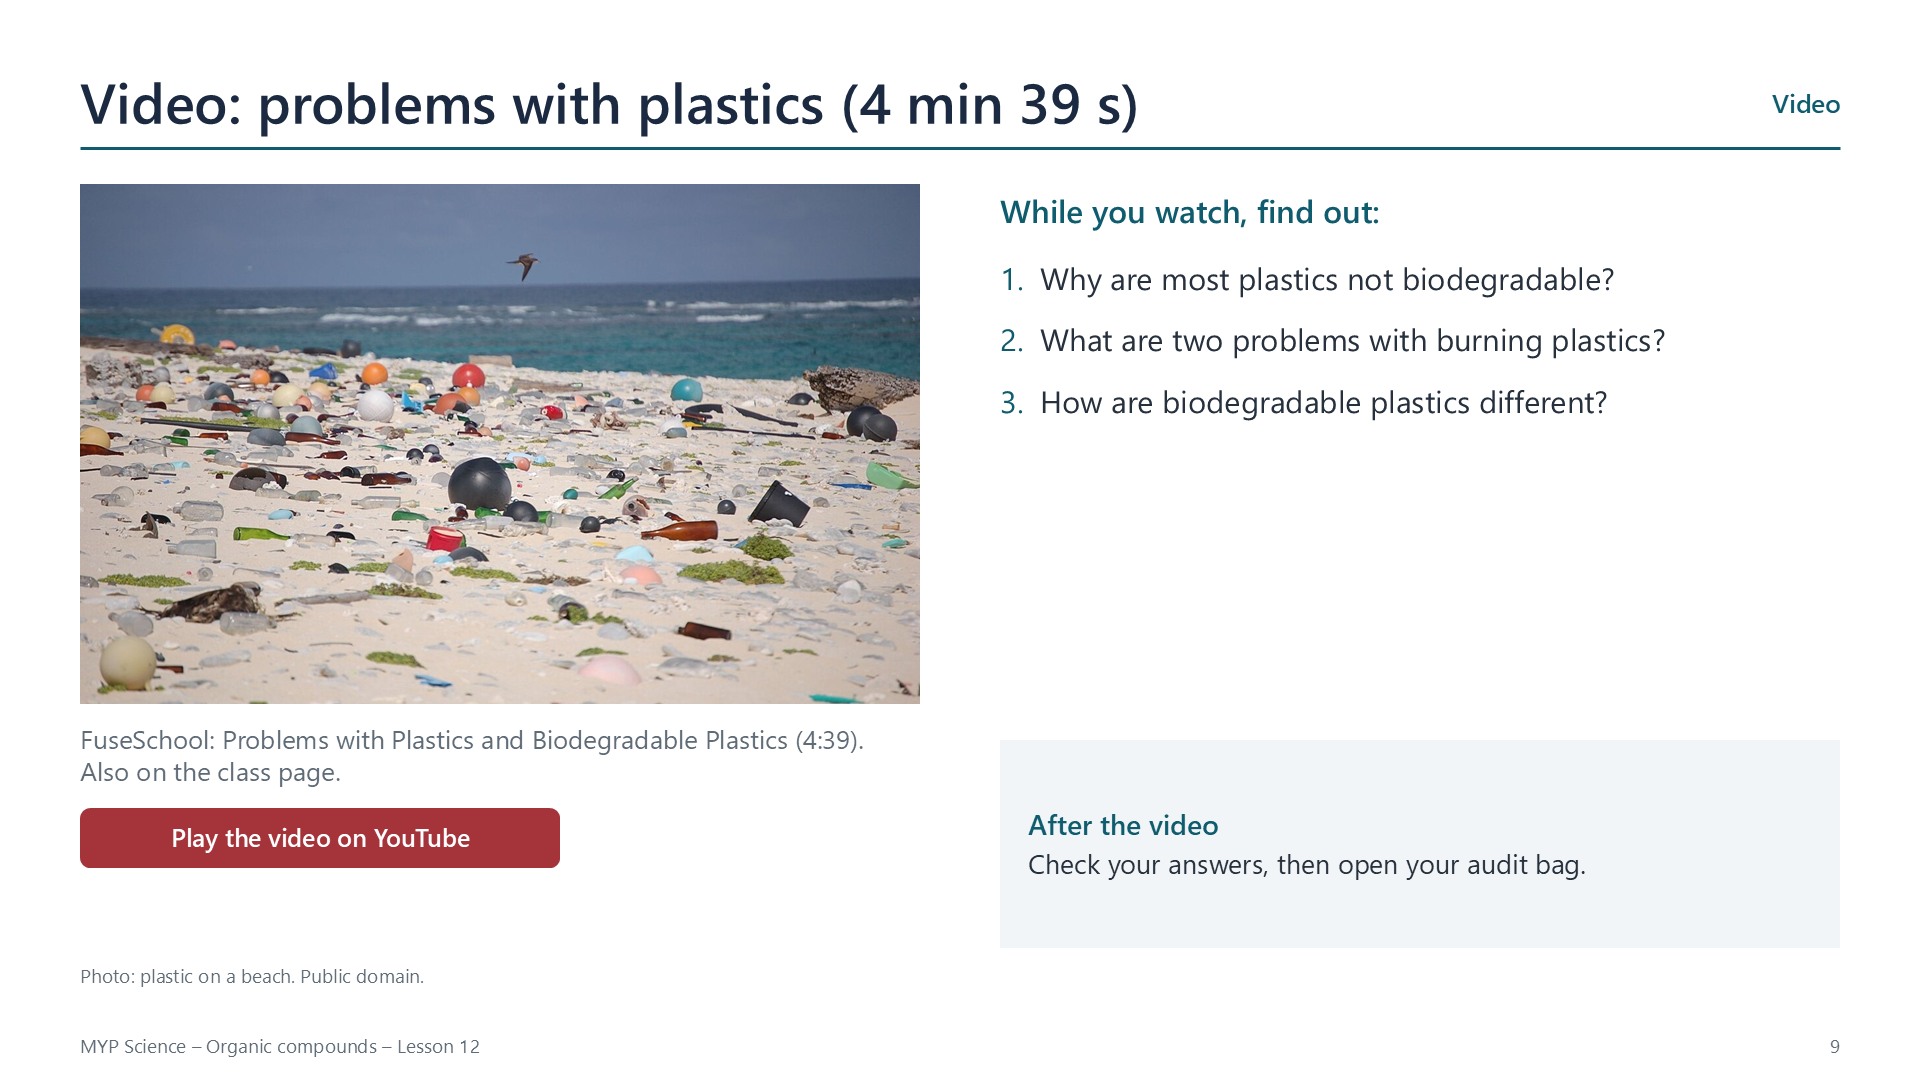 Video: problems with plastics (4 min 39 s)
Video
While you watch, find out:
1. Why are most plastics not biodegradable?
2. What are two problems with burning plastics?
3. How are biodegradable plastics different?
FuseSchool: Problems with Plastics and Biodegradable Plastics (4:39).
Also on the class page.
Play the video on YouTube
After the video
Check your answers, then open your audit bag.
Photo: plastic on a beach. Public domain.
MYP Science – Organic compounds – Lesson 12
9